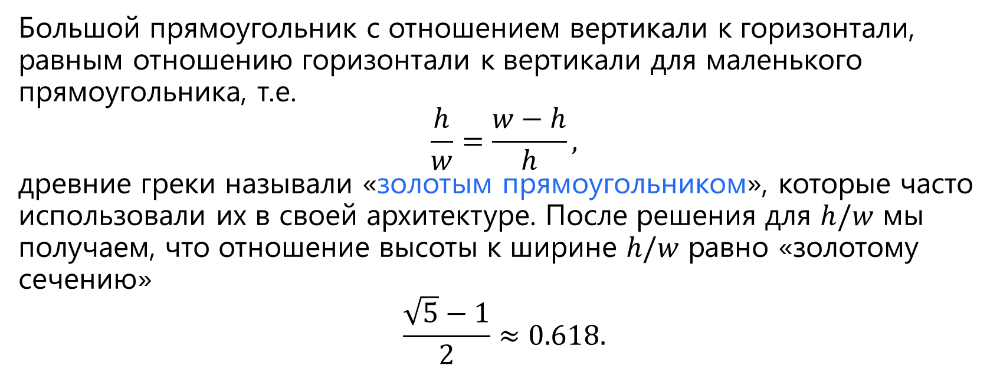 Большой прямоугольник с отношением вертикали к горизонтали,
равным отношению горизонтали к вертикали для маленького
прямоугольника, т.е.
h/w = (w − h)/h,
древние греки называли «золотым прямоугольником», которые часто
использовали их в своей архитектуре. После решения для h/w мы
получаем, что отношение высоты к ширине h/w равно «золотому
сечению»
(√5 − 1)/2 ≈ 0.618.